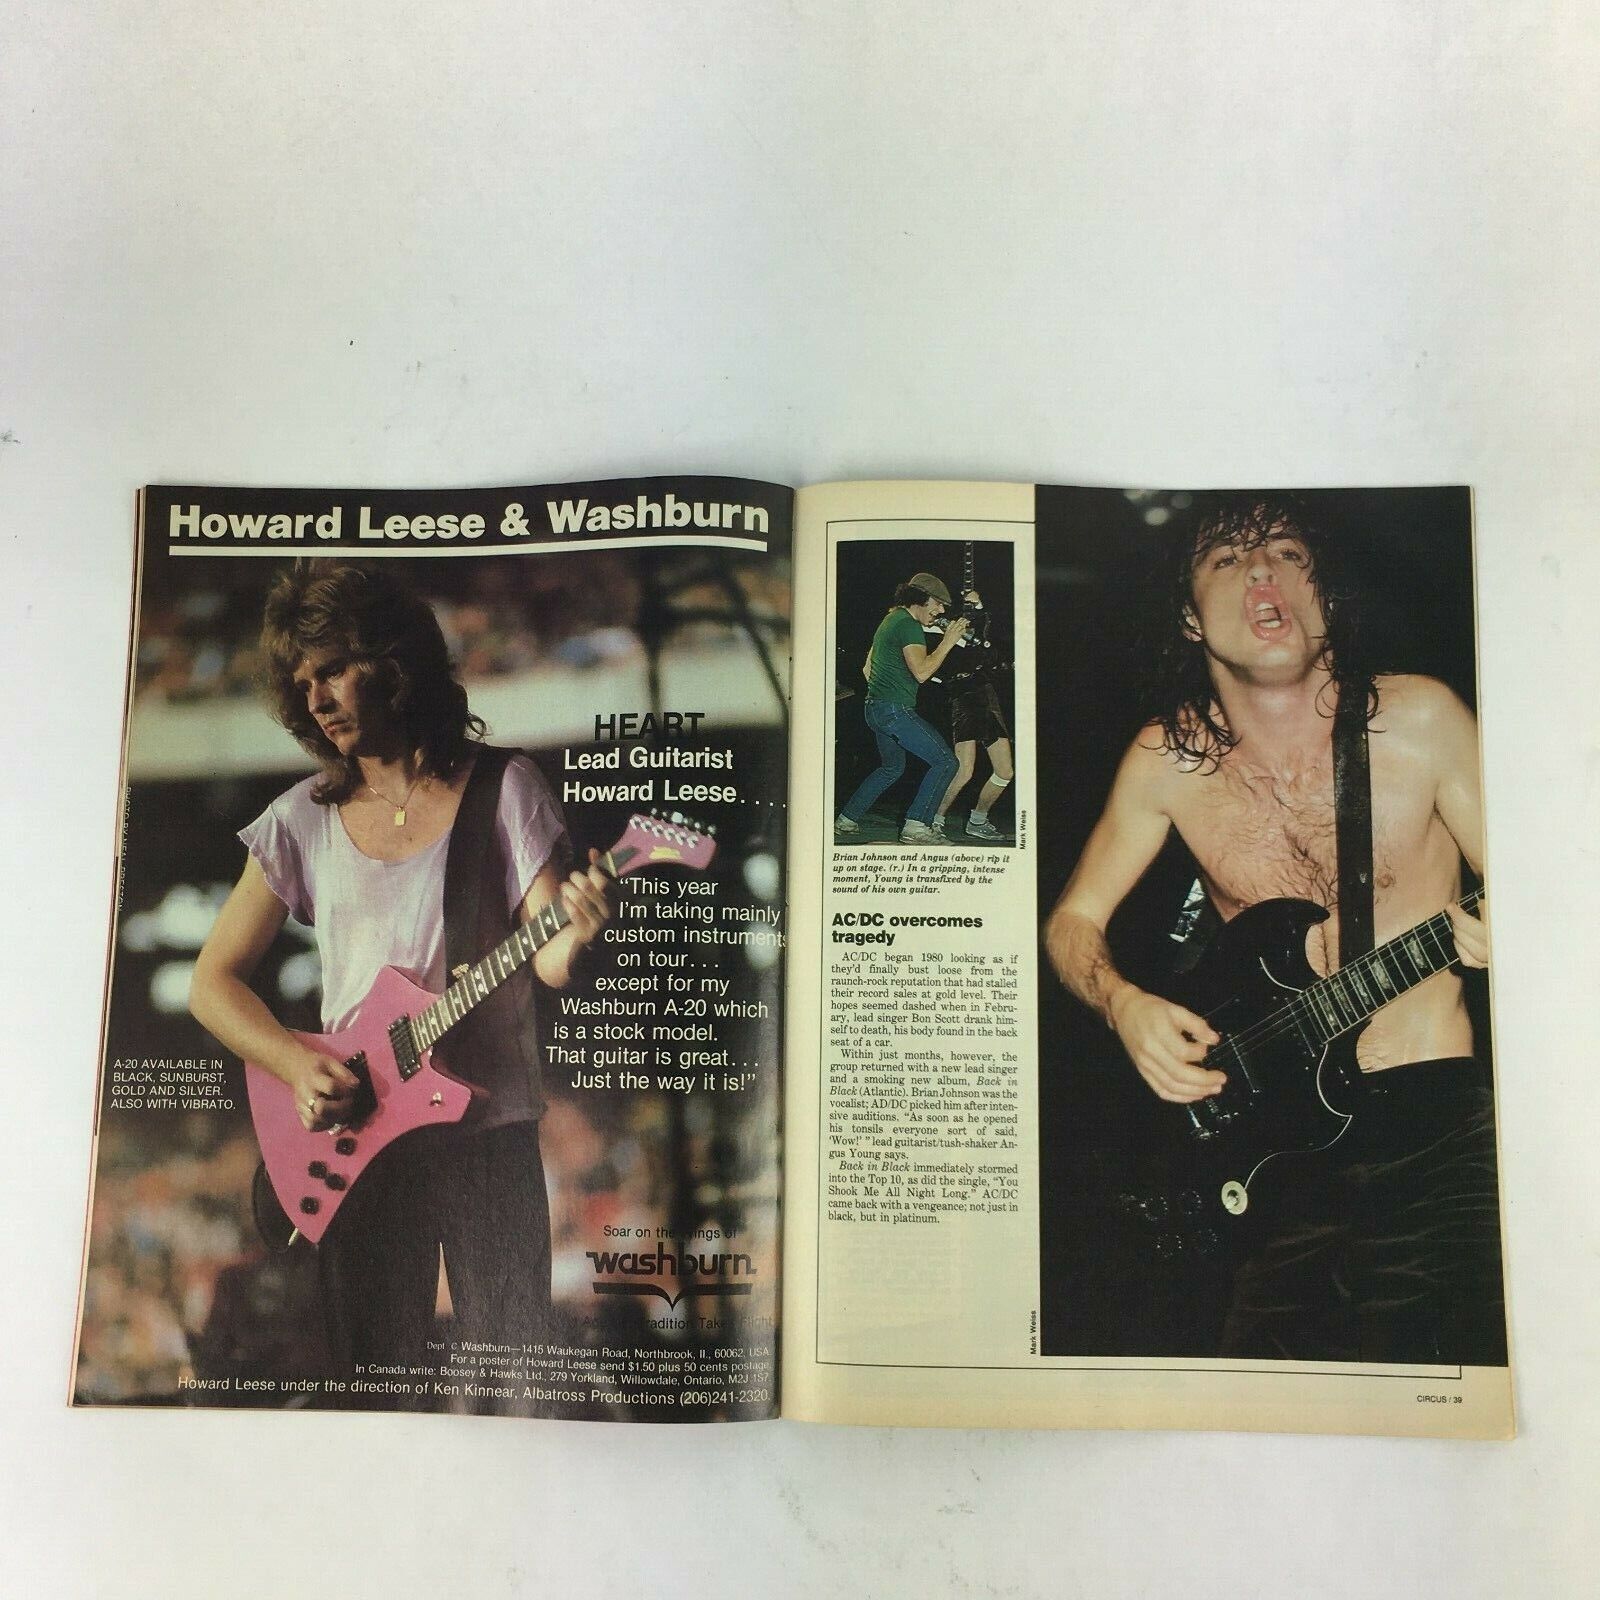 Howard Leese & Washburn
PHOTO BY NEAL PRESTON
HEART
Lead Guitarist
Howard Leese....
“This year
I'm taking mainly
custom instruments
on tour...
except for my
Washburn A-20 which
is a stock model.
That guitar is great...
Just the way it is!”
A-20 AVAILABLE IN
BLACK, SUNBURST,
GOLD AND SILVER.
ALSO WITH VIBRATO.
Soar on the Wings of
washburn
Tradition Takes Flight
Dept C Washburn—1415 Waukegan Road, Northbrook, Il., 60062, USA
For a poster of Howard Leese send $1.50 plus 50 cents postage
In Canada write: Boosey & Hawks Ltd., 279 Yorkland, Willowdale, Ontario, M2J 1S7
Howard Leese under the direction of Ken Kinnear, Albatross Productions (206)241-2320.
Mark Weiss
Brian Johnson and Angus (above) rip it
up on stage. (r.) In a gripping, intense
moment, Young is transfixed by the
sound of his own guitar.
AC/DC overcomes
tragedy
AC/DC began 1980 looking as if
they'd finally bust loose from the
raunch-rock reputation that had stalled
their record sales at gold level. Their
hopes seemed dashed when in Febru-
ary, lead singer Bon Scott drank him-
self to death, his body found in the back
seat of a car.
Within just months, however, the
group returned with a new lead singer
and a smoking new album, Back in
Black (Atlantic). Brian Johnson was the
vocalist; AD/DC picked him after inten-
sive auditions. “As soon as he opened
his tonsils everyone sort of said,
‘Wow!’ ” lead guitarist/tush-shaker An-
gus Young says.
Back in Black immediately stormed
into the Top 10, as did the single, “You
Shook Me All Night Long.” AC/DC
came back with a vengeance; not just in
black, but in platinum.
Mark Weiss
CIRCUS / 39